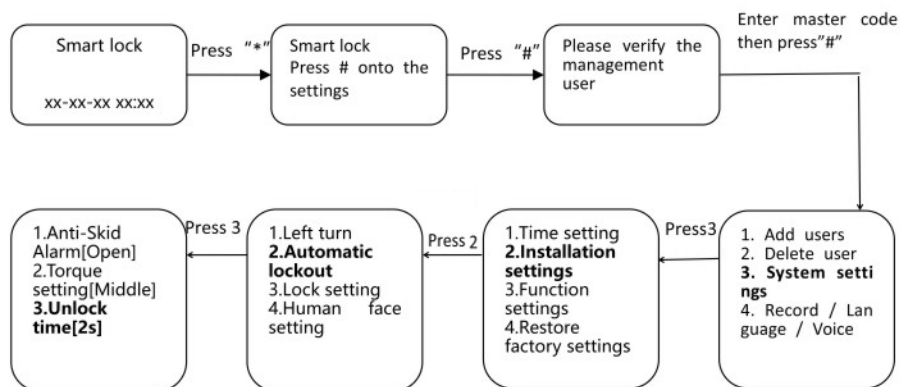 Smart lock
xx-xx-xx xx:xx
Press "*"
Smart lock
Press # onto the
settings
Press "#"
Please verify the
management
user
Enter master code
then press"#"
1. Add users
2. Delete user
3. System setti
ngs
4. Record / Lan
guage / Voice
Press3
1.Time setting
2.Installation
settings
3.Function
settings
4.Restore
factory settings
Press 2
1.Left turn
2.Automatic
lockout
3.Lock setting
4.Human face
setting
Press 3
1.Anti-Skid
Alarm[Open]
2.Torque
setting[Middle]
3.Unlock
time[2s]